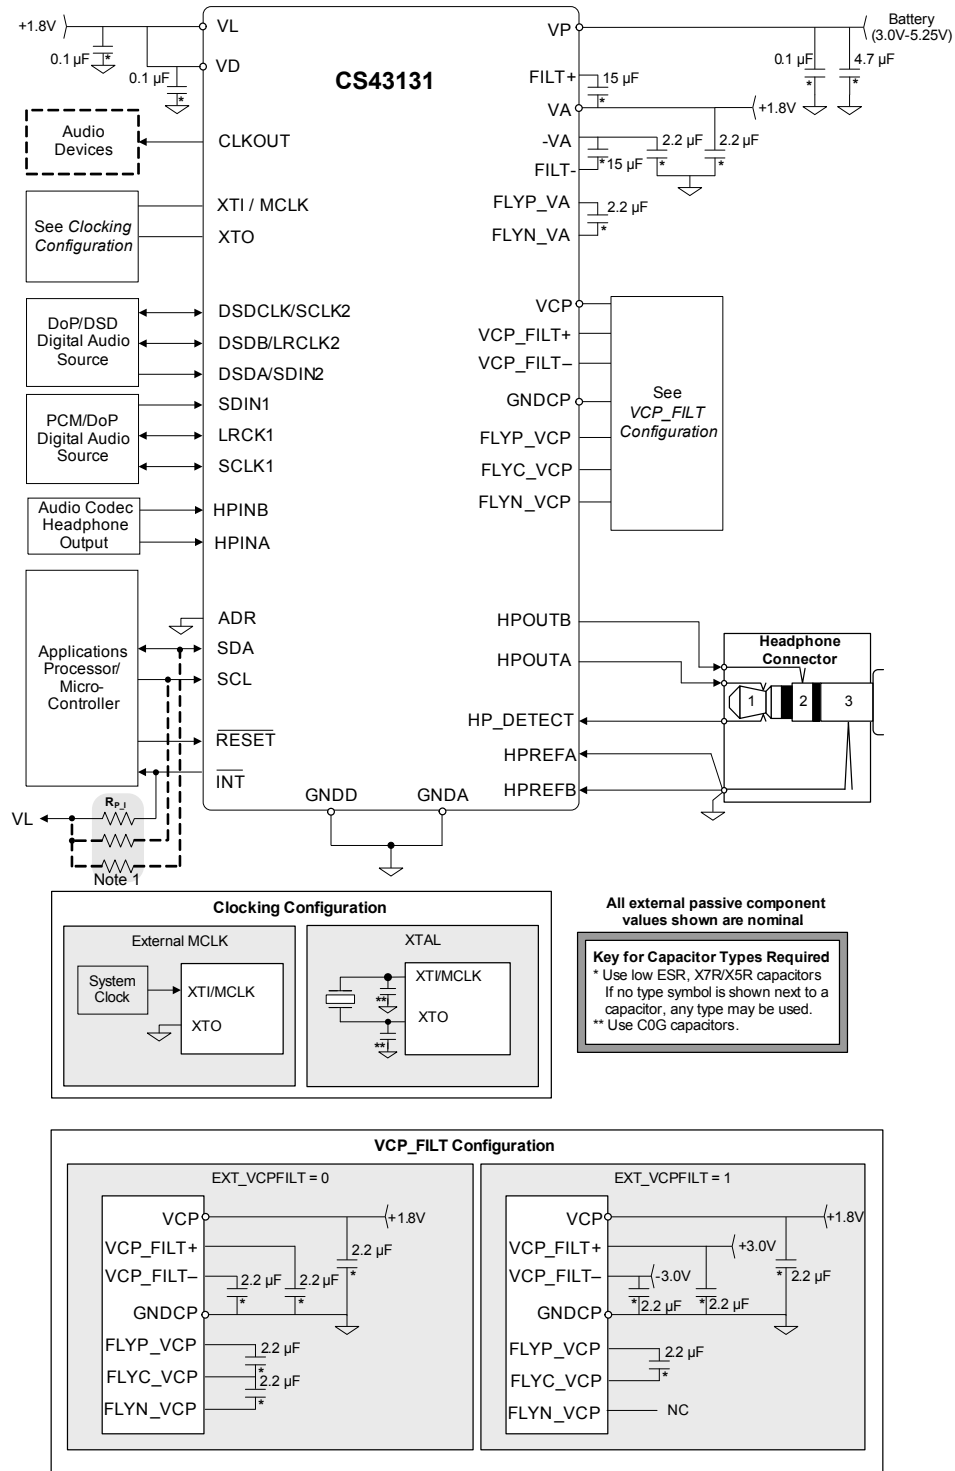 +1.8V
VL
0.1 µF
*
VD
0.1 µF
*
CS43131
VP
Battery
(3.0V-5.25V)
0.1 µF
*
4.7 µF
*
FILT+
15 µF
*
VA
+1.8V
-VA
2.2 µF
*
2.2 µF
*
*
15 µF
FILT-
FLYP_VA
2.2 µF
*
FLYN_VA
Audio
Devices
CLKOUT
See Clocking
Configuration
XTI / MCLK
XTO
DoP/DSD
Digital Audio
Source
DSDCLK/SCLK2
DSDB/LRCLK2
DSDA/SDIN2
PCM/DoP
Digital Audio
Source
SDIN1
LRCK1
SCLK1
Audio Codec
Headphone
Output
HPINB
HPINA
VCP
VCP_FILT+
VCP_FILT–
GNDCP
FLYP_VCP
FLYC_VCP
FLYN_VCP
See
VCP_FILT
Configuration
Applications
Processor/
Micro-
Controller
ADR
SDA
SCL
RESET
INT
HPOUTB
HPOUTA
HP_DETECT
HPREFA
HPREFB
Headphone
Connector
1
2
3
GNDD
GNDA
VL
RP_I
Note 1
Clocking Configuration
External MCLK
System
Clock
XTI/MCLK
XTO
XTAL
XTI/MCLK
**
XTO
**
All external passive component
values shown are nominal
Key for Capacitor Types Required
* Use low ESR, X7R/X5R capacitors
If no type symbol is shown next to a
capacitor, any type may be used.
** Use C0G capacitors.
VCP_FILT Configuration
EXT_VCPFILT = 0
VCP
+1.8V
VCP_FILT+
2.2 µF
*
VCP_FILT–
2.2 µF
*
2.2 µF
*
GNDCP
FLYP_VCP
2.2 µF
*
FLYC_VCP
2.2 µF
*
FLYN_VCP
EXT_VCPFILT = 1
VCP
+1.8V
VCP_FILT+
+3.0V
VCP_FILT–
-3.0V
*
2.2 µF
*
2.2 µF
*
2.2 µF
GNDCP
FLYP_VCP
2.2 µF
*
FLYC_VCP
FLYN_VCP
NC